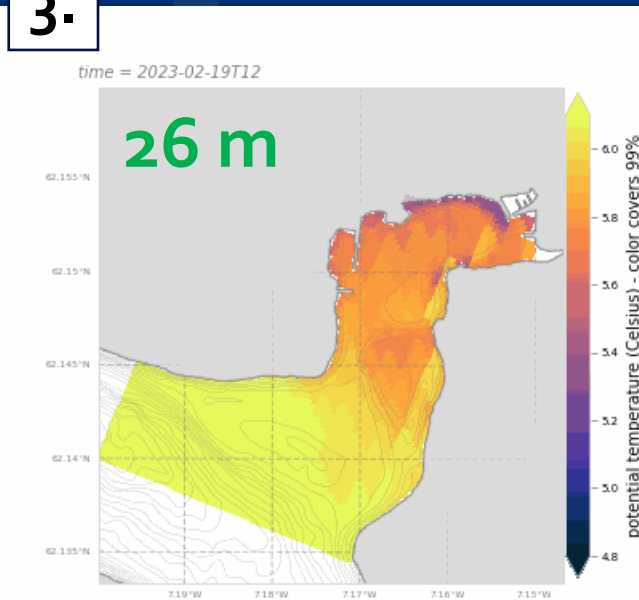 3.
time = 2023-02-19T12
26 m
62.155°N
62.15°N
62.145°N
62.14°N
62.135°N
7.19°W 7.18°W 7.17°W 7.16°W 7.15°W
6.0
5.8
5.6
5.4
5.2
5.0
4.8
potential temperature (Celsius) - color covers 99%